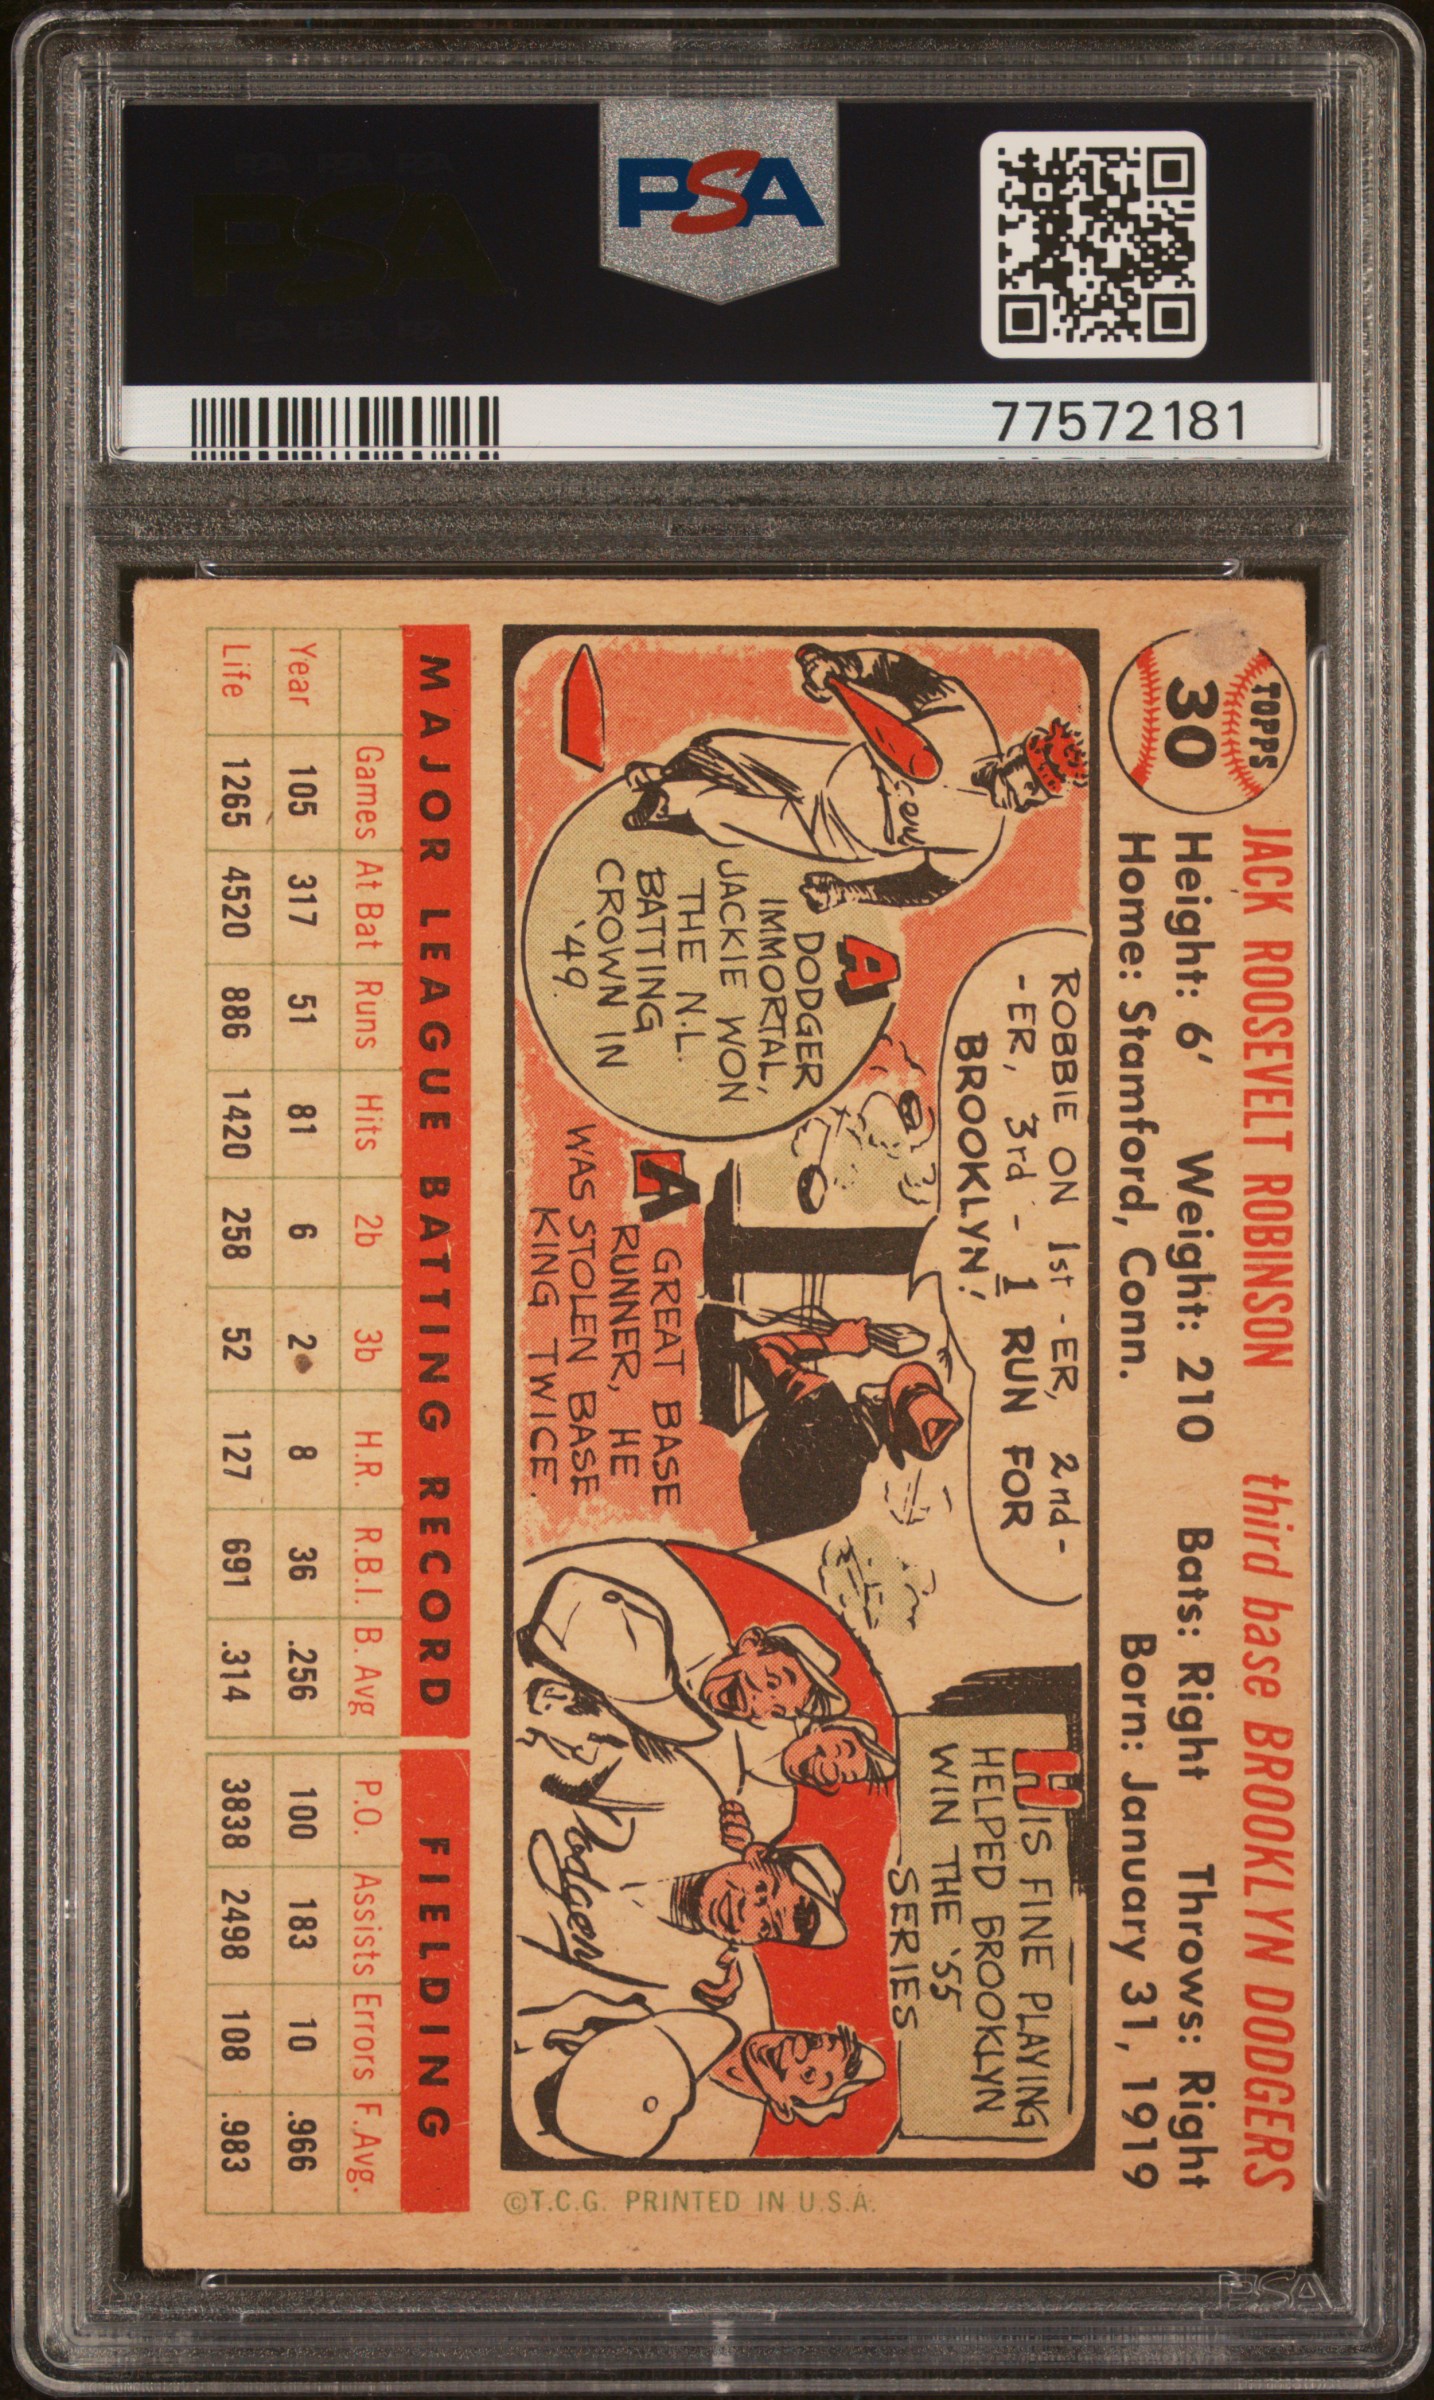 PSA
PSA
77572181
TOPPS
30
JACK ROOSEVELT ROBINSON third base BROOKLYN DODGERS
Height: 6' Weight: 210 Bats: Right Throws: Right
Home: Stamford, Conn. Born: January 31, 1919
ROBBIE ON 1st-ER, 2nd-
-ER, 3rd - 1 RUN FOR
BROOKLYN!
A DODGER
IMMORTAL,
JACKIE WON
THE N.L.
BATTING
CROWN IN
'49.
A GREAT BASE
RUNNER, HE
WAS STOLEN BASE
KING TWICE.
HIS FINE PLAYING
HELPED BROOKLYN
WIN THE '55
SERIES
Dodgers
©T.C.G. PRINTED IN U.S.A.
MAJOR LEAGUE BATTING RECORD FIELDING
Games At Bat Runs Hits 2b 3b H.R. R.B.I. B. Avg P.O. Assists Errors F. Avg.
Year 105 317 51 81 6 2 8 36 .256 100 183 10 .966
Life 1265 4520 886 1420 258 52 127 691 .314 3838 2498 108 .983
PSA